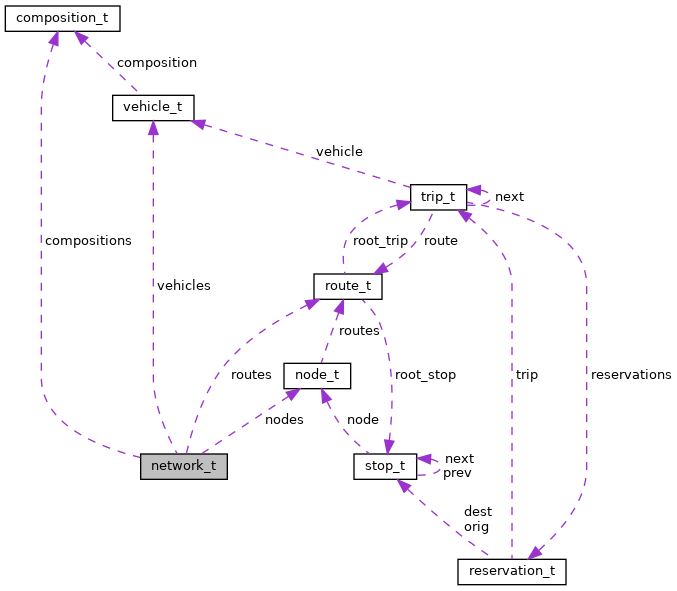 composition_t
composition
vehicle_t
vehicle
trip_t
next
compositions
root_trip
route
vehicles
route_t
routes
routes
node_t
root_stop
trip
reservations
nodes
node
network_t
stop_t
next
prev
dest
orig
reservation_t